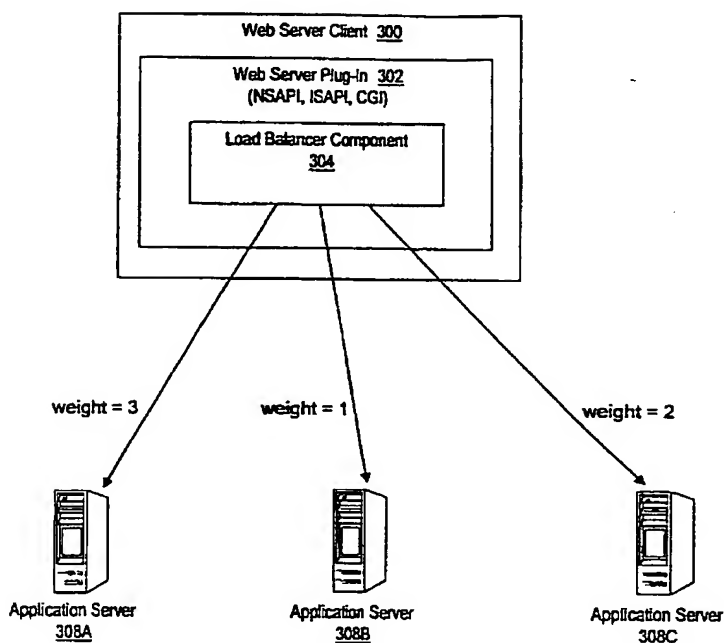 Web Server Client 300
Web Server Plug-In 302
(NSAPI, ISAPI, CGI)
Load Balancer Component
304
weight = 3
weight = 1
weight = 2
Application Server
308A
Application Server
308B
Application Server
308C